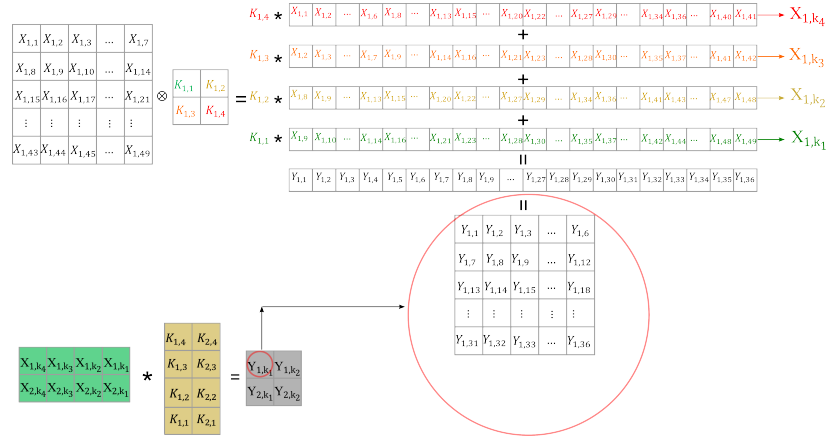 K1,4 * X1,1 X1,2 ... X1,6 X1,8 ... X1,13 X1,15 ... X1,20 X1,22 ... X1,27 X1,29 ... X1,34 X1,36 ... X1,40 X1,41 X1,k4
+
K1,3 * X1,2 X1,3 ... X1,7 X1,9 ... X1,14 X1,16 ... X1,21 X1,23 ... X1,28 X1,30 ... X1,35 X1,37 ... X1,41 X1,42 X1,k3
+
K1,2 * X1,8 X1,9 ... X1,13 X1,15 ... X1,20 X1,22 ... X1,27 X1,29 ... X1,34 X1,36 ... X1,41 X1,43 ... X1,47 X1,48 X1,k2
+
K1,1 * X1,9 X1,10 ... X1,14 X1,16 ... X1,21 X1,23 ... X1,28 X1,30 ... X1,35 X1,37 ... X1,42 X1,44 ... X1,48 X1,49 X1,k1
=
X1,1 X1,2 X1,3 ... X1,7
X1,8 X1,9 X1,10 ... X1,14
X1,15 X1,16 X1,17 ... X1,21
⋮ ⋮ ⋮ ... ⋮
X1,43 X1,44 X1,45 ... X1,49
⊗
K1,1 K1,2
K1,3 K1,4
=
Y1,1 Y1,2 Y1,3 Y1,4 Y1,5 Y1,6 Y1,7 Y1,8 Y1,9 ... Y1,27 Y1,28 Y1,29 Y1,30 Y1,31 Y1,32 Y1,33 Y1,34 Y1,35 Y1,36
=
Y1,1 Y1,2 Y1,3 ... Y1,6
Y1,7 Y1,8 Y1,9 ... Y1,12
Y1,13 Y1,14 Y1,15 ... Y1,18
⋮ ⋮ ⋮ ... ⋮
Y1,31 Y1,32 Y1,33 ... Y1,36
X1,k4 X1,k3 X1,k2 X1,k1
X2,k4 X2,k3 X2,k2 X2,k1
*
K1,4 K2,4
K1,3 K2,3
K1,2 K2,2
K1,1 K2,1
=
Y1,k1 Y1,k2
Y2,k1 Y2,k2